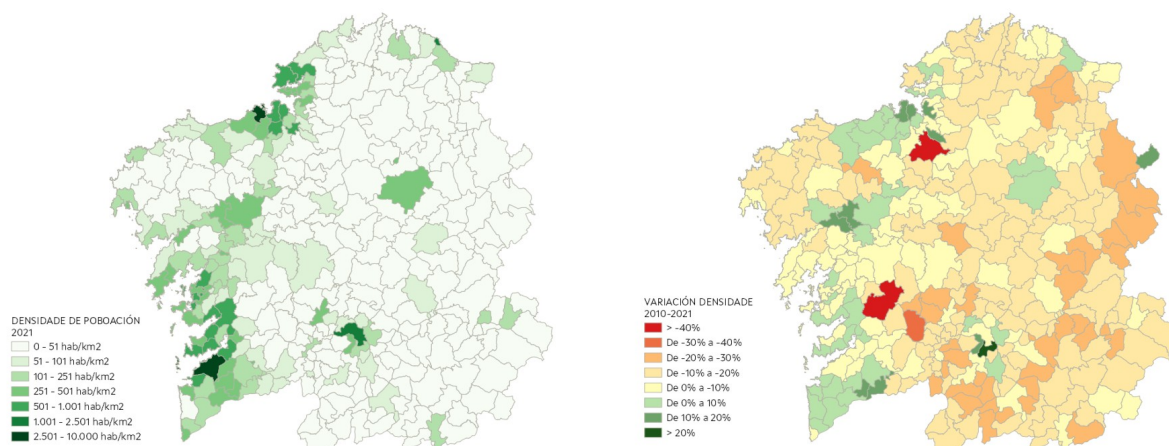 DENSIDADE DE POBOACIÓN
2021
0 - 51 hab/km2
51 - 101 hab/km2
101 - 251 hab/km2
251 - 501 hab/km2
501 - 1.001 hab/km2
1.001 - 2.501 hab/km2
2.501 - 10.000 hab/km2
VARIACIÓN DENSIDADE
2010-2021
> -40%
De -30% a -40%
De -20% a -30%
De -10% a -20%
De 0% a -10%
De 0% a 10%
De 10% a 20%
> 20%